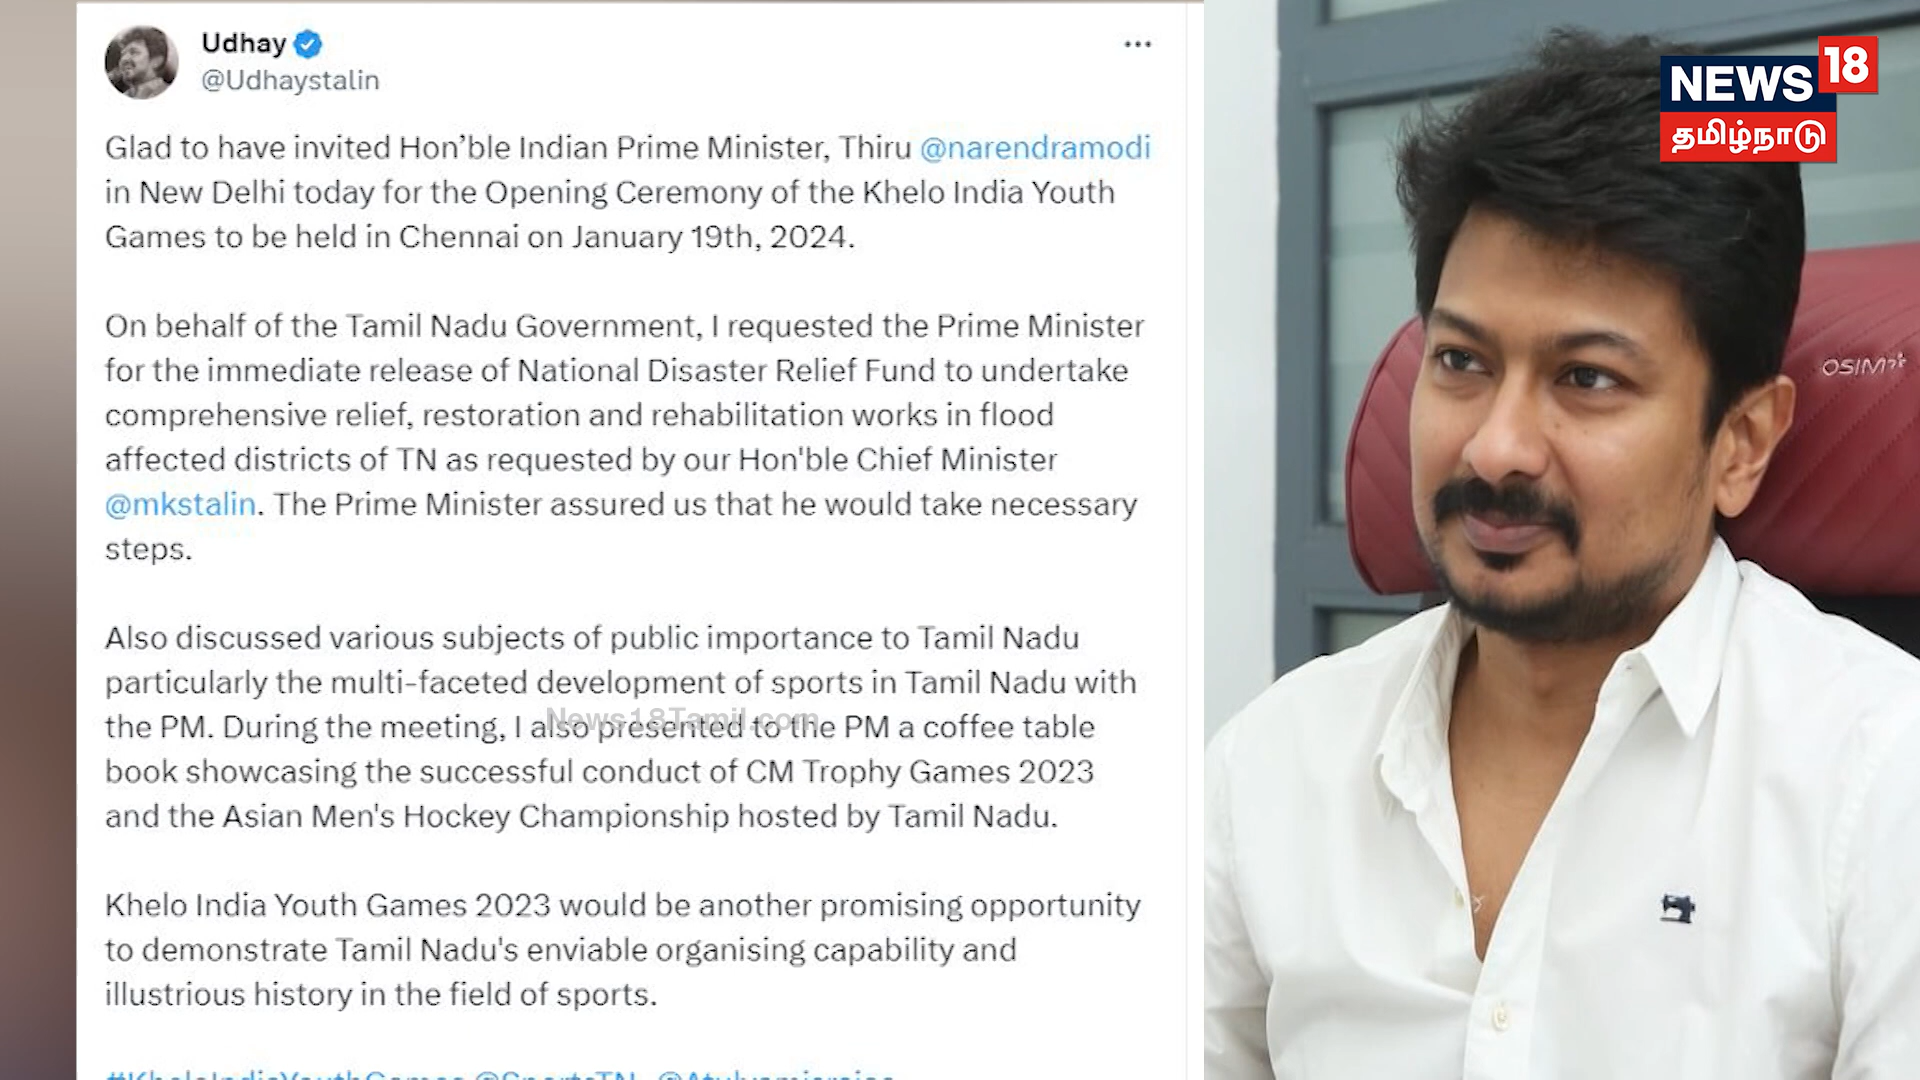 Udhay
@Udhaystalin
Glad to have invited Hon’ble Indian Prime Minister, Thiru @narendramodi
in New Delhi today for the Opening Ceremony of the Khelo India Youth
Games to be held in Chennai on January 19th, 2024.
On behalf of the Tamil Nadu Government, I requested the Prime Minister
for the immediate release of National Disaster Relief Fund to undertake
comprehensive relief, restoration and rehabilitation works in flood
affected districts of TN as requested by our Hon'ble Chief Minister
@mkstalin. The Prime Minister assured us that he would take necessary
steps.
Also discussed various subjects of public importance to Tamil Nadu
particularly the multi-faceted development of sports in Tamil Nadu with
the PM. During the meeting, I also presented to the PM a coffee table
book showcasing the successful conduct of CM Trophy Games 2023
and the Asian Men's Hockey Championship hosted by Tamil Nadu.
Khelo India Youth Games 2023 would be another promising opportunity
to demonstrate Tamil Nadu's enviable organising capability and
illustrious history in the field of sports.
#KheloIndiaYouthGames @SportsTN_
News18Tamil.com
NEWS 18
தமிழ்நாடு
OSIM